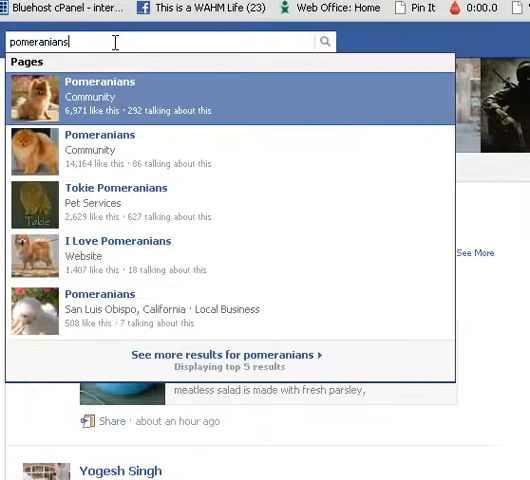 Bluehost cPanel - inter... This is a WAHM Life (23) Web Office: Home Pin It 0:00.0
pomeranians
Pages
Pomeranians
Community
6,971 like this · 292 talking about this
Pomeranians
Community
14,164 like this · 86 talking about this
Tokie Pomeranians
Pet Services
Tokie
2,629 like this · 627 talking about this
I Love Pomeranians
Website
1,407 like this · 18 talking about this
See More
Pomeranians
San Luis Obispo, California · Local Business
508 like this · 7 talking about this
See more results for pomeranians
Displaying top 5 results
meatless salad is made with fresh parsley,
Share · about an hour ago
Yogesh Singh